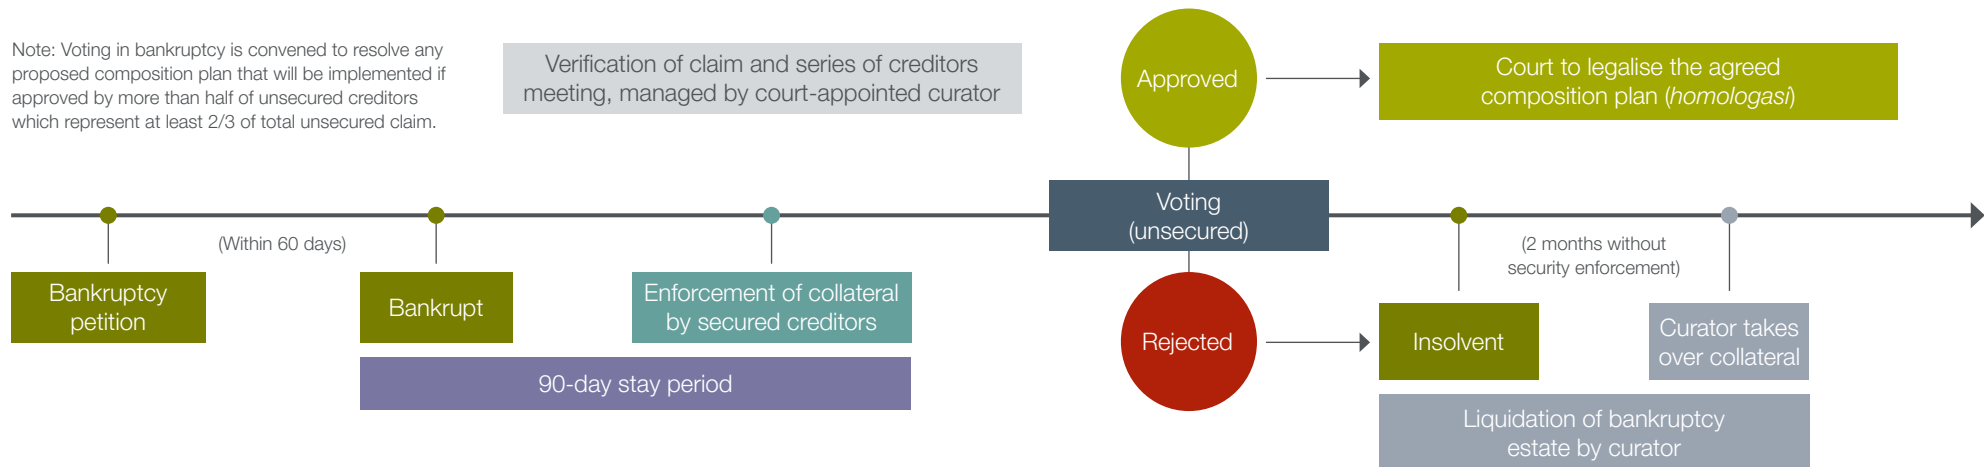 Note: Voting in bankruptcy is convened to resolve any
proposed composition plan that will be implemented if
approved by more than half of unsecured creditors
which represent at least 2/3 of total unsecured claim.
Verification of claim and series of creditors
meeting, managed by court-appointed curator
Approved
Court to legalise the agreed
composition plan (homologasi)
Voting
(unsecured)
(Within 60 days)
(2 months without
security enforcement)
Bankruptcy
petition
Bankrupt
Enforcement of collateral
by secured creditors
Rejected
Insolvent
Curator takes
over collateral
90-day stay period
Liquidation of bankruptcy
estate by curator